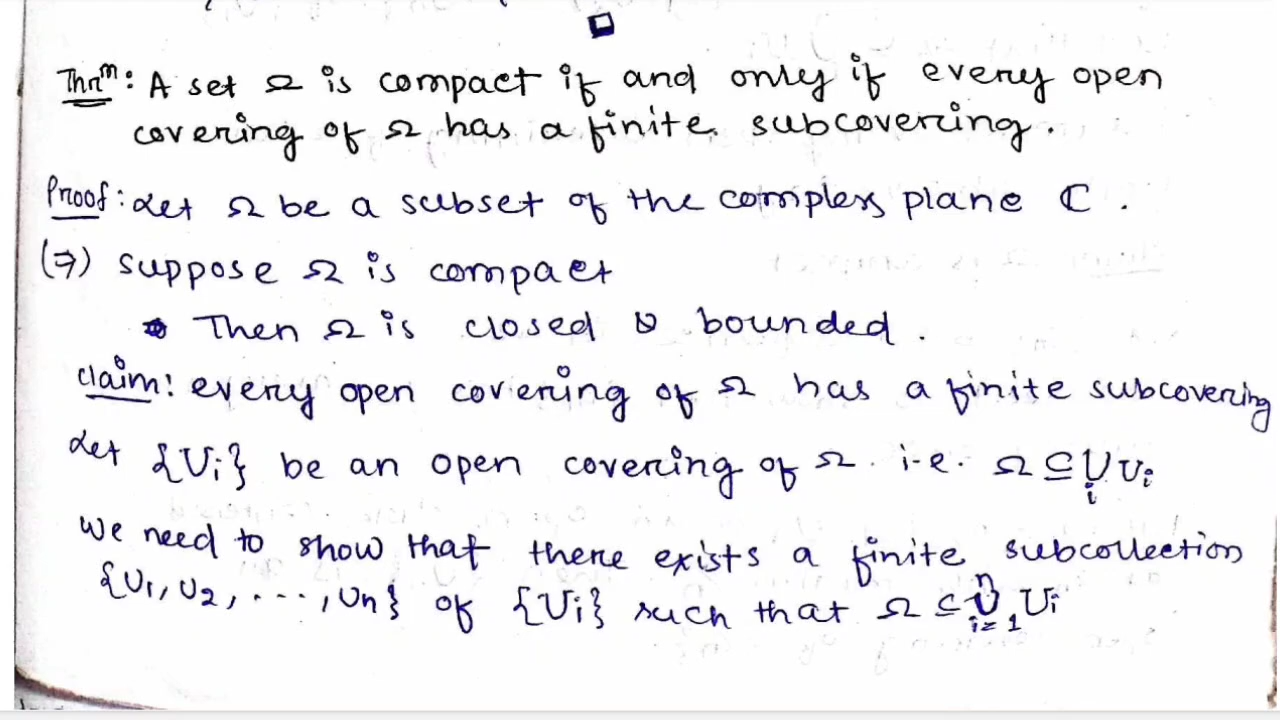 Thrm: A set Ω is compact if and only if every open
covering of Ω has a finite subcovering.
Proof: Let Ω be a subset of the complex plane ℂ.
(⇒) suppose Ω is compact
Then Ω is closed & bounded.
claim: every open covering of Ω has a finite subcovering
Let {Ui} be an open covering of Ω. i.e. Ω ⊆ ⋃_i Ui
We need to show that there exists a finite subcollection
{U1, U2, ..., Un} of {Ui} such that Ω ⊆ ⋃_{i=1}^{n} Ui